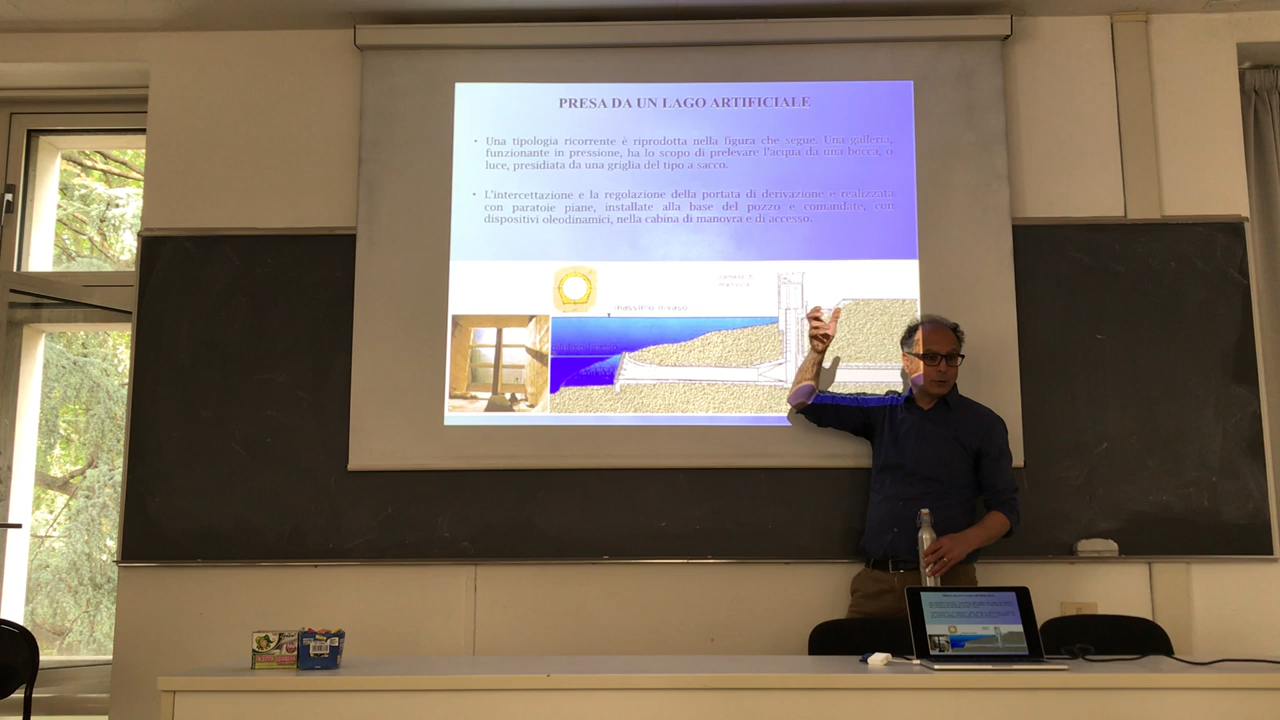 PRESA DA UN LAGO ARTIFICIALE
• Una tipologia ricorrente è riprodotta nella figura che segue. Una galleria,
funzionante in pressione, ha lo scopo di prelevare l'acqua da una bocca, o
luce, presidiata da una griglia del tipo a sacco.
• L'intercettazione e la regolazione della portata di derivazione è realizzata
con paratoie piane, installate alla base del pozzo e comandate, con
dispositivi oleodinamici, nella cabina di manovra e di accesso.
massimo invaso